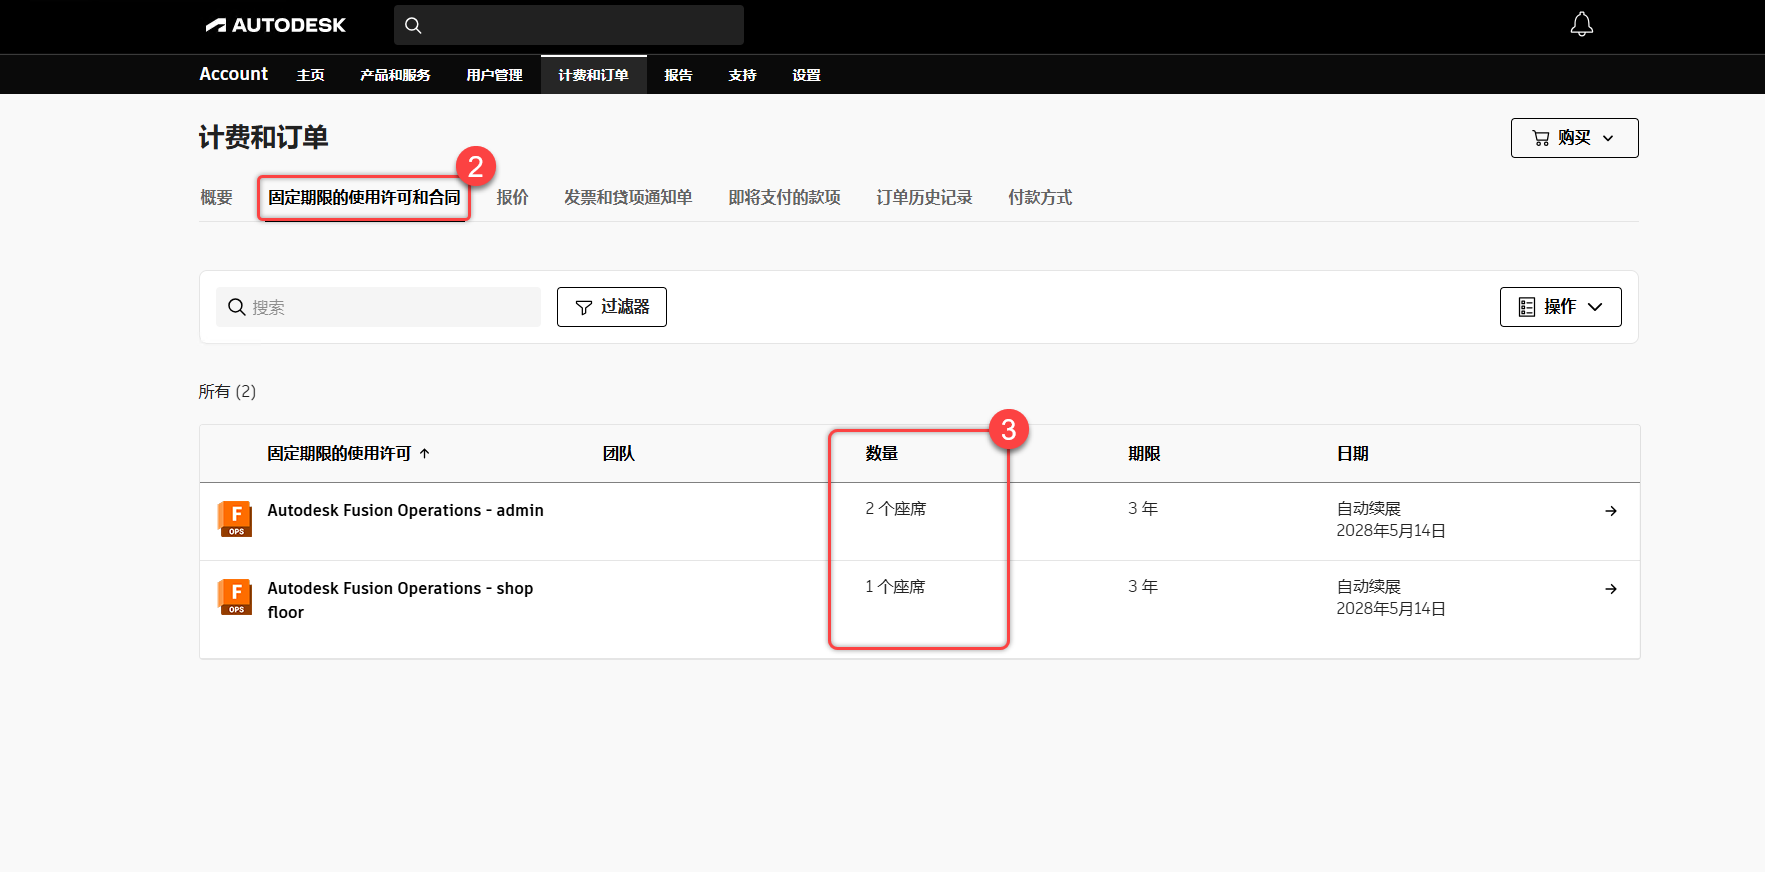 AUTODESK
Account 主页 产品和服务 用户管理 计费和订单 报告 支持 设置
计费和订单
购买
2
概要 固定期限的使用许可和合同 报价 发票和贷项通知单 即将支付的款项 订单历史记录 付款方式
搜索 过滤器 操作
所有 (2)
3
固定期限的使用许可 ↑ 团队 数量 期限 日期
F OPS
Autodesk Fusion Operations - admin 2 个座席 3 年 自动续展
2028年5月14日
F OPS
Autodesk Fusion Operations - shop 1 个座席 3 年 自动续展
floor 2028年5月14日